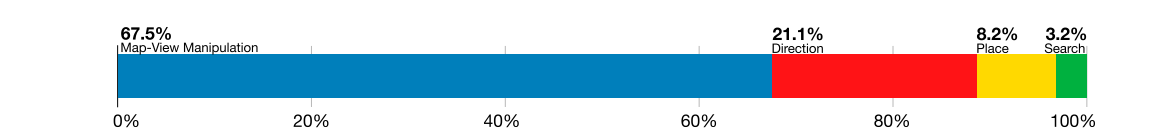 67.5% 21.1% 8.2% 3.2%
Map-View Manipulation Direction Place Search
0% 20% 40% 60% 80% 100%